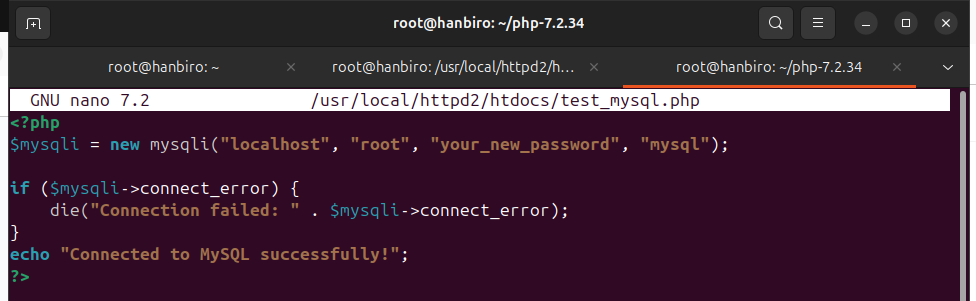 root@hanbiro: ~/php-7.2.34
root@hanbiro: ~
root@hanbiro: /usr/local/httpd2/h...
root@hanbiro: ~/php-7.2.34
GNU nano 7.2 /usr/local/httpd2/htdocs/test_mysql.php
<?php
$mysqli = new mysqli("localhost", "root", "your_new_password", "mysql");
if ($mysqli->connect_error) {
    die("Connection failed: " . $mysqli->connect_error);
}
echo "Connected to MySQL successfully!";
?>